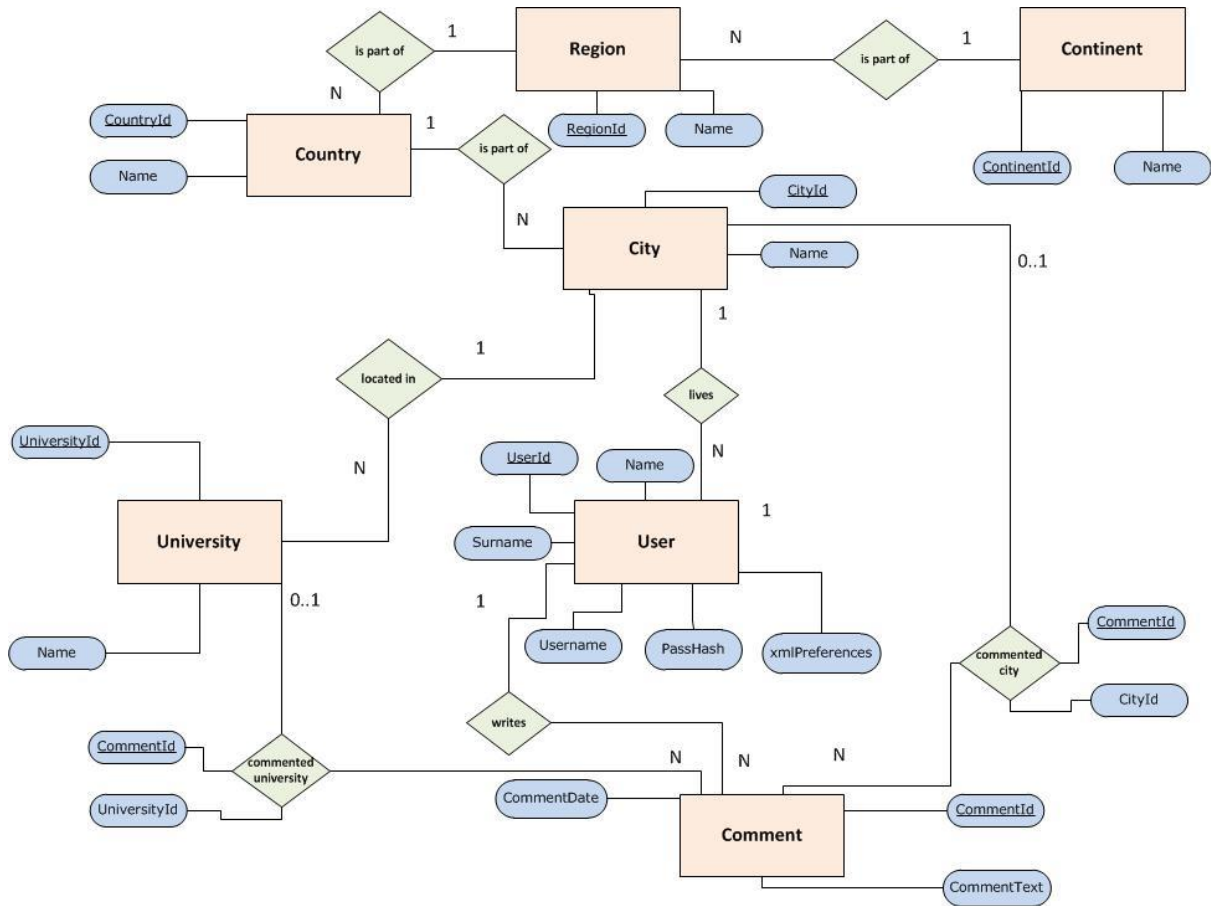 is part of
1
Region
N
is part of
1
Continent
N
CountryId
Name
Country
1
is part of
N
RegionId
Name
ContinentId
Name
CityId
City
Name
0..1
1
located in
1
lives
N
UniversityId
N
UserId
Name
University
Surname
User
1
0..1
1
Name
Username
PassHash
xmlPreferences
CommentId
commented
city
CityId
writes
CommentId
commented
university
N
N
N
UniversityId
CommentDate
Comment
CommentId
CommentText